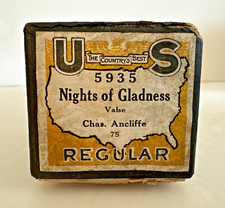 U S
THE COUNTRY'S BEST
5935
Nights of Gladness
Valse
Chas. Ancliffe
75
REGULAR